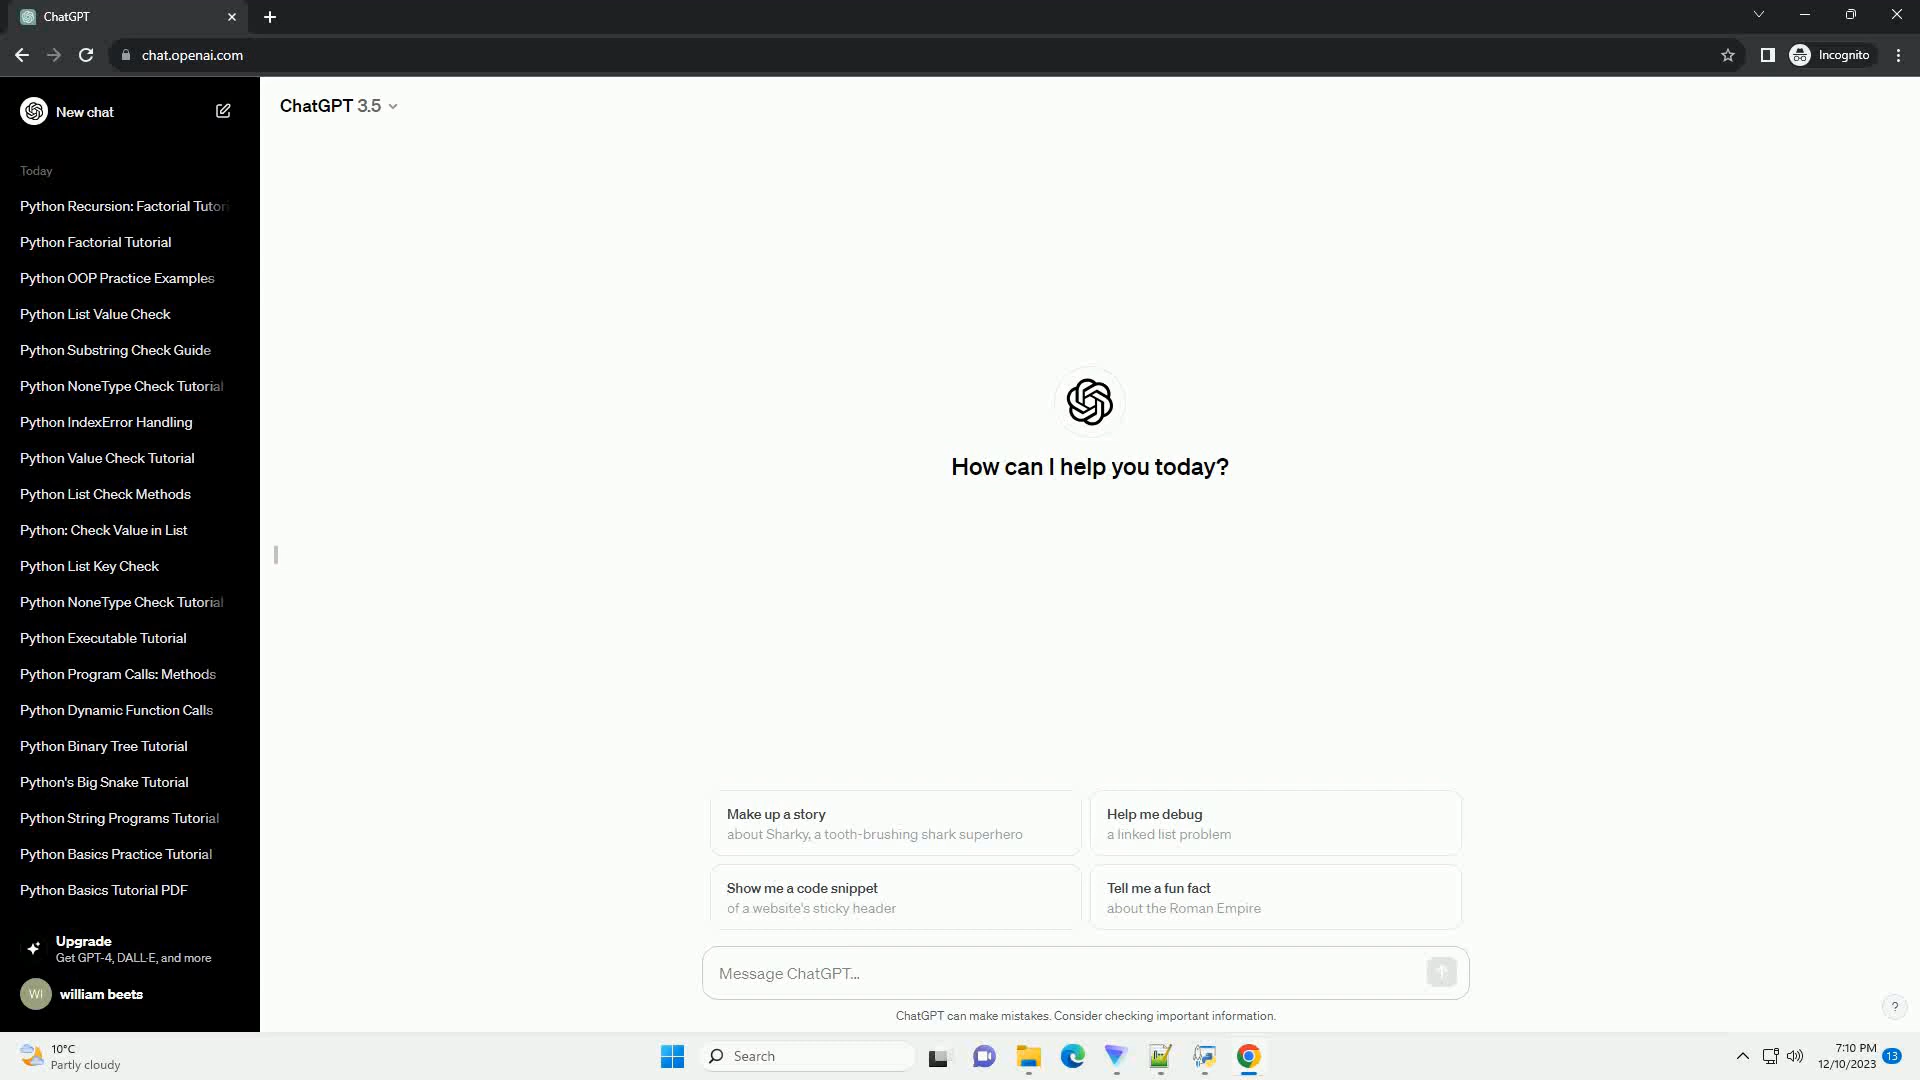 ChatGPT
chat.openai.com
Incognito
New chat
ChatGPT 3.5
Today
Python Recursion: Factorial Tutori
Python Factorial Tutorial
Python OOP Practice Examples
Python List Value Check
Python Substring Check Guide
Python NoneType Check Tutorial
Python IndexError Handling
Python Value Check Tutorial
Python List Check Methods
Python: Check Value in List
Python List Key Check
Python NoneType Check Tutorial
Python Executable Tutorial
Python Program Calls: Methods
Python Dynamic Function Calls
Python Binary Tree Tutorial
Python's Big Snake Tutorial
Python String Programs Tutorial
Python Basics Practice Tutorial
Python Basics Tutorial PDF
Upgrade
Get GPT-4, DALL·E, and more
WI
william beets
How can I help you today?
Make up a story
about Sharky, a tooth-brushing shark superhero
Help me debug
a linked list problem
Show me a code snippet
of a website's sticky header
Tell me a fun fact
about the Roman Empire
Message ChatGPT...
ChatGPT can make mistakes. Consider checking important information.
?
10°C
Partly cloudy
Search
7:10 PM
12/10/2023
13